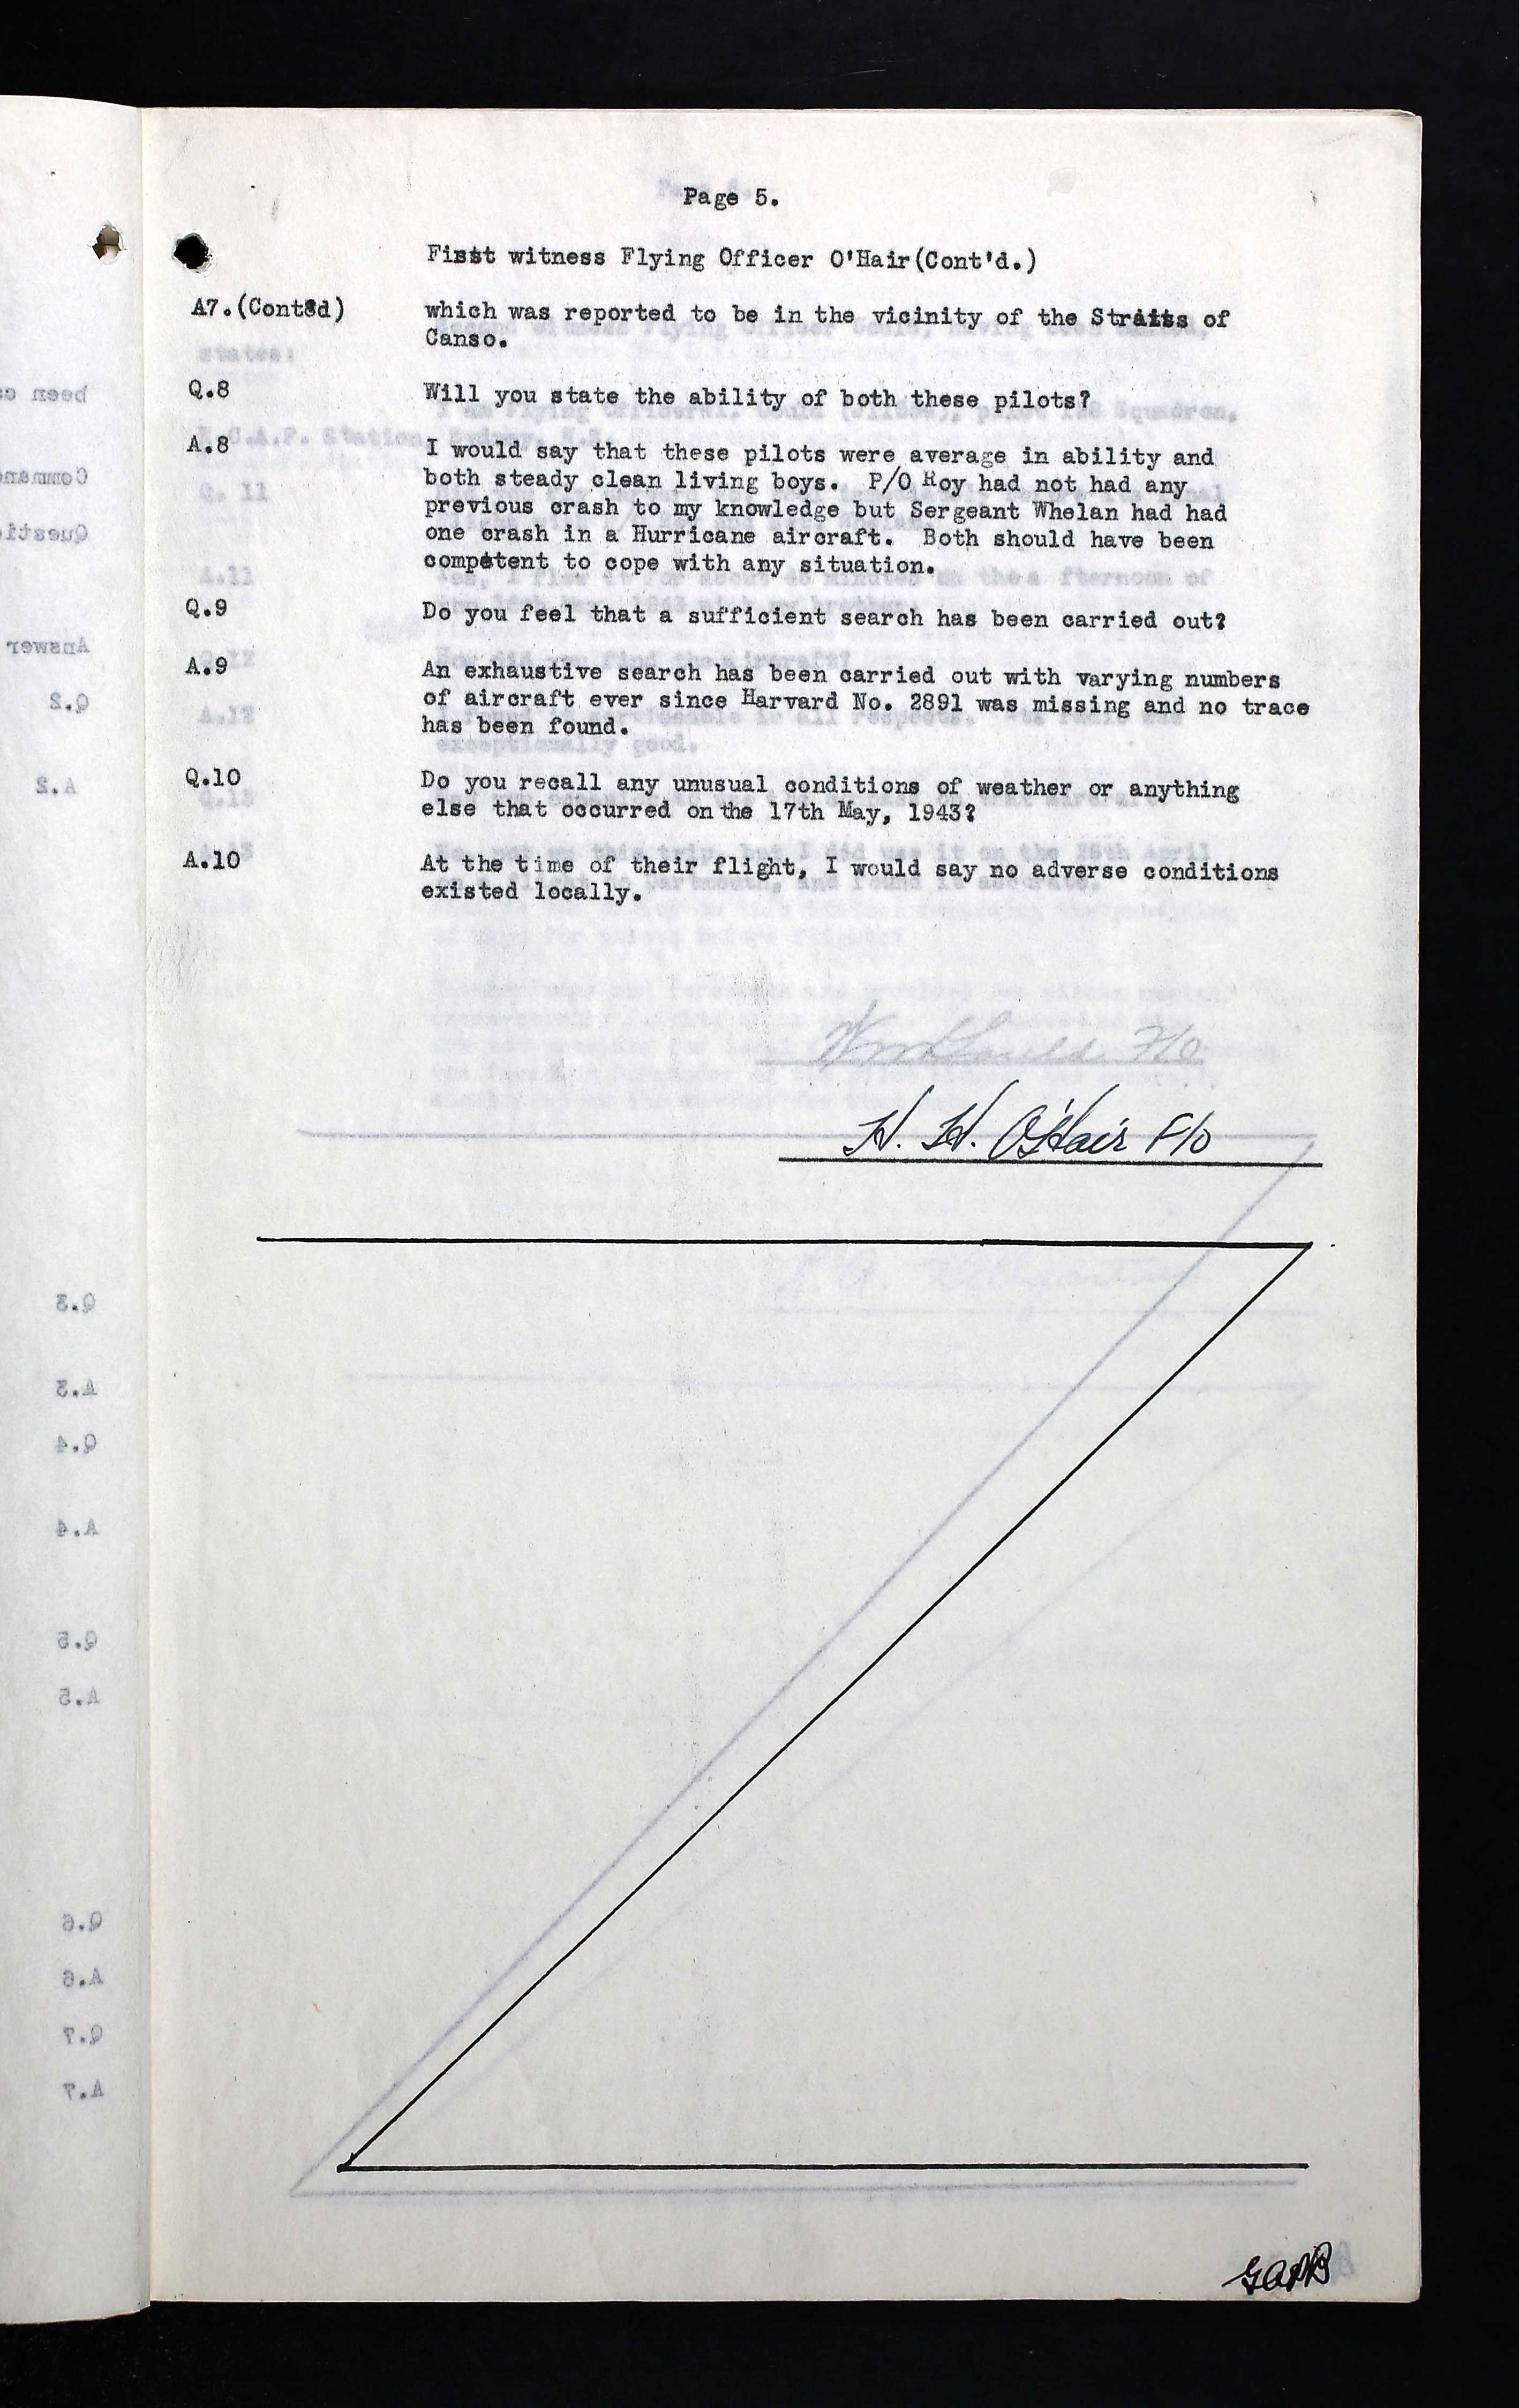 Page 5.
Fisst witness Flying Officer O'Hair(Cont'd.)
A7.(Cont8d) which was reported to be in the vicinity of the Straits of
Canso.
Q.8 Will you state the ability of both these pilots?
A.8 I would say that these pilots were average in ability and
both steady clean living boys. P/O Roy had not had any
previous crash to my knowledge but Sergeant Whelan had had
one crash in a Hurricane aircraft. Both should have been
competent to cope with any situation.
Q.9 Do you feel that a sufficient search has been carried out?
A.9 An exhaustive search has been carried out with varying numbers
of aircraft ever since Harvard No. 2891 was missing and no trace
has been found.
Q.10 Do you recall any unusual conditions of weather or anything
else that occurred on the 17th May, 1943?
A.10 At the time of their flight, I would say no adverse conditions
existed locally.
H. H. O'Hair F/O